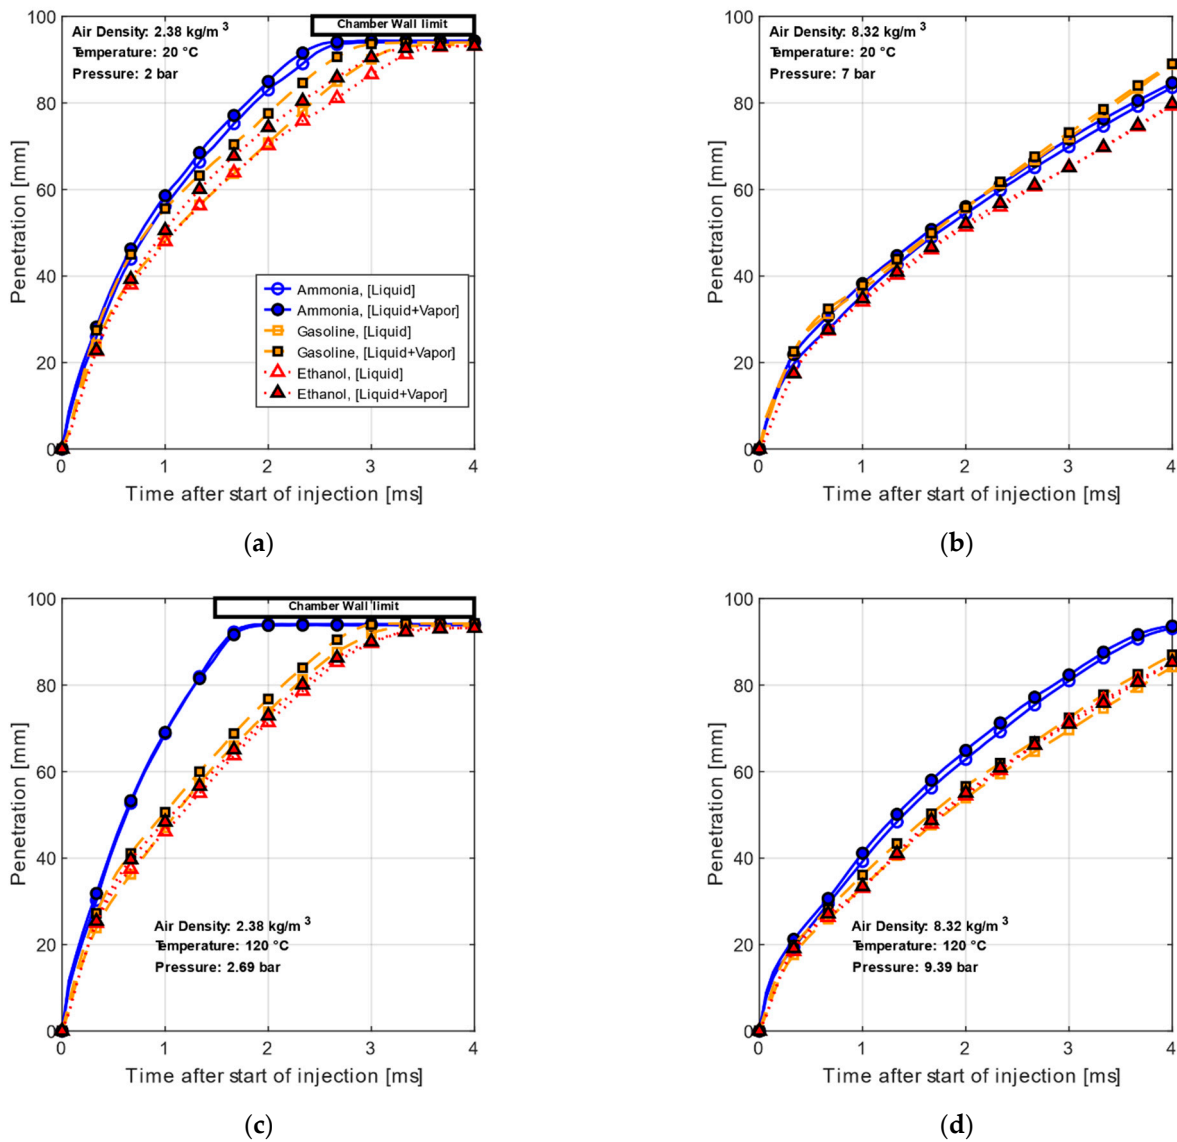 Air Density: 2.38 kg/m 3
Temperature: 20 °C
Pressure: 2 bar
Chamber Wall limit
Penetration [mm]
100
80
60
40
20
0
Ammonia, [Liquid]
Ammonia, [Liquid+Vapor]
Gasoline, [Liquid]
Gasoline, [Liquid+Vapor]
Ethanol, [Liquid]
Ethanol, [Liquid+Vapor]
0 1 2 3 4
Time after start of injection [ms]
(a)
Air Density: 8.32 kg/m 3
Temperature: 20 °C
Pressure: 7 bar
Penetration [mm]
100
80
60
40
20
0
0 1 2 3 4
Time after start of injection [ms]
(b)
Chamber Wall limit
Penetration [mm]
100
80
60
40
20
0
Air Density: 2.38 kg/m 3
Temperature: 120 °C
Pressure: 2.69 bar
0 1 2 3 4
Time after start of injection [ms]
(c)
Penetration [mm]
100
80
60
40
20
0
Air Density: 8.32 kg/m 3
Temperature: 120 °C
Pressure: 9.39 bar
0 1 2 3 4
Time after start of injection [ms]
(d)